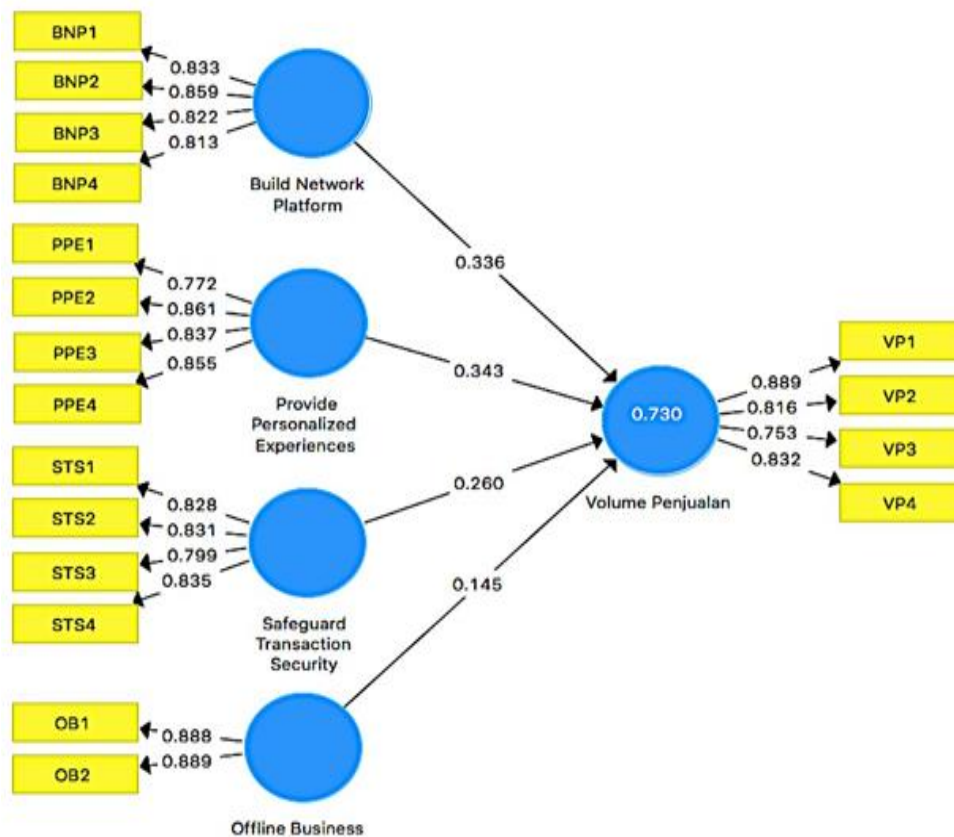 BNP1
BNP2
BNP3
BNP4
0.833
0.859
0.822
0.813
Build Network
Platform
0.336
PPE1
PPE2
PPE3
PPE4
0.772
0.861
0.837
0.855
Provide
Personalized
Experiences
0.343
STS1
STS2
STS3
STS4
0.828
0.831
0.799
0.835
Safeguard
Transaction
Security
0.260
OB1
OB2
0.888
0.889
Offline Business
0.145
0.730
Volume Penjualan
0.889
0.816
0.753
0.832
VP1
VP2
VP3
VP4